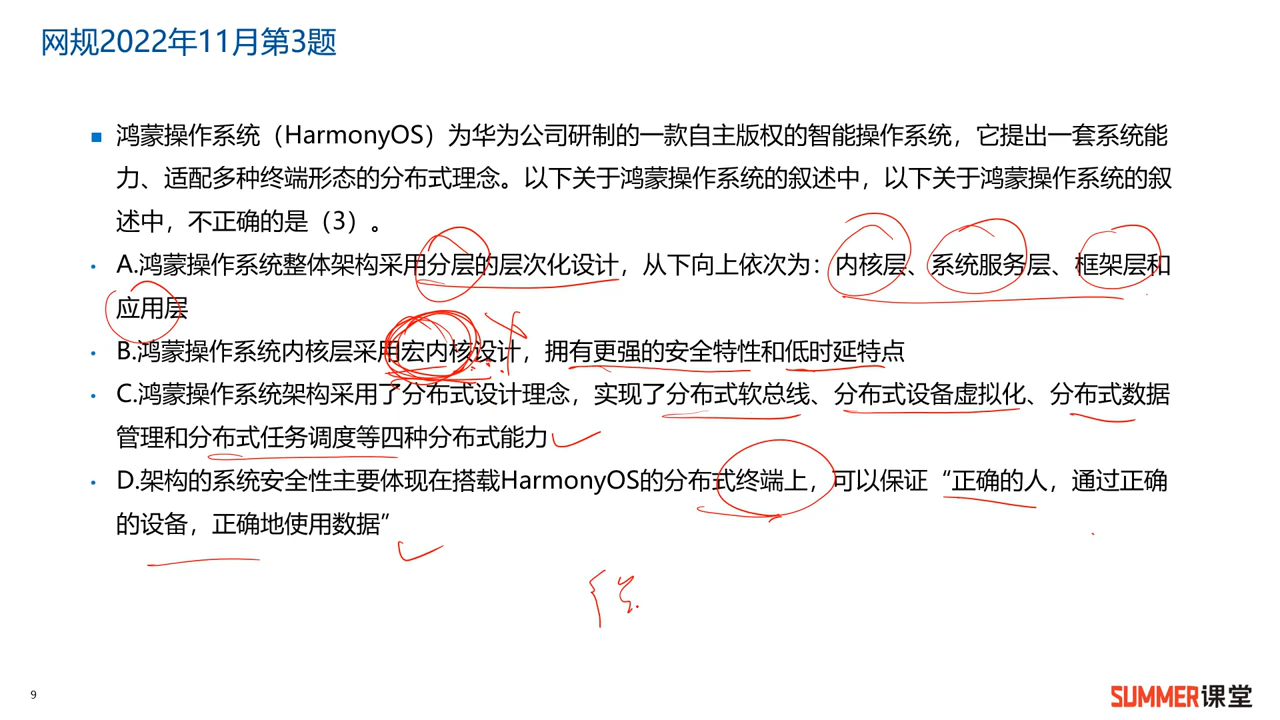 网规2022年11月第3题
■ 鸿蒙操作系统（HarmonyOS）为华为公司研制的一款自主版权的智能操作系统，它提出一套系统能
力、适配多种终端形态的分布式理念。以下关于鸿蒙操作系统的叙述中，以下关于鸿蒙操作系统的叙
述中，不正确的是（3）。
• A.鸿蒙操作系统整体架构采用分层的层次化设计，从下向上依次为：内核层、系统服务层、框架层和
应用层
• B.鸿蒙操作系统内核层采用宏内核设计，拥有更强的安全特性和低时延特点
• C.鸿蒙操作系统架构采用了分布式设计理念，实现了分布式软总线、分布式设备虚拟化、分布式数据
管理和分布式任务调度等四种分布式能力
• D.架构的系统安全性主要体现在搭载HarmonyOS的分布式终端上，可以保证“正确的人，通过正确
的设备，正确地使用数据”
9
SUMMER课堂